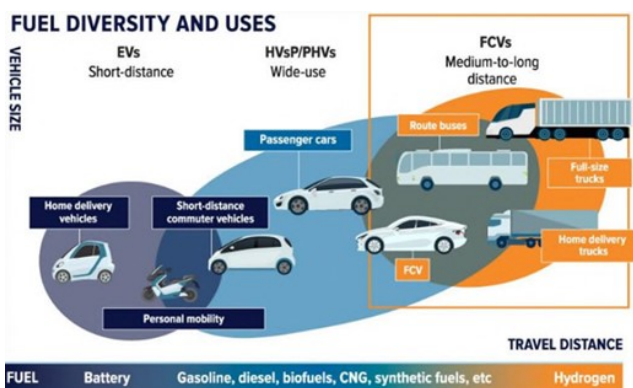 FUEL DIVERSITY AND USES
VEHICLE SIZE
EVs
Short-distance
HVsP/PHVs
Wide-use
FCVs
Medium-to-long
distance
Passenger cars
Route buses
Full-size
trucks
Home delivery
vehicles
Short-distance
commuter vehicles
Home delivery
trucks
FCV
Personal mobility
TRAVEL DISTANCE
FUEL
Battery
Gasoline, diesel, biofuels, CNG, synthetic fuels, etc
Hydrogen